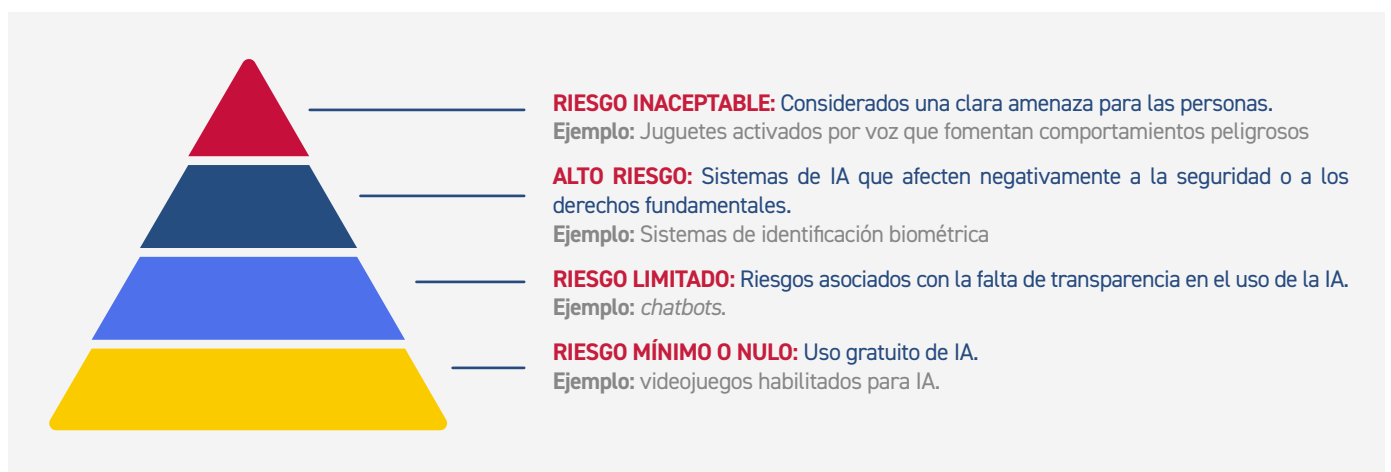 RIESGO INACEPTABLE: Considerados una clara amenaza para las personas.
Ejemplo: Juguetes activados por voz que fomentan comportamientos peligrosos
ALTO RIESGO: Sistemas de IA que afecten negativamente a la seguridad o a los
derechos fundamentales.
Ejemplo: Sistemas de identificación biométrica
RIESGO LIMITADO: Riesgos asociados con la falta de transparencia en el uso de la IA.
Ejemplo: chatbots.
RIESGO MÍNIMO O NULO: Uso gratuito de IA.
Ejemplo: videojuegos habilitados para IA.